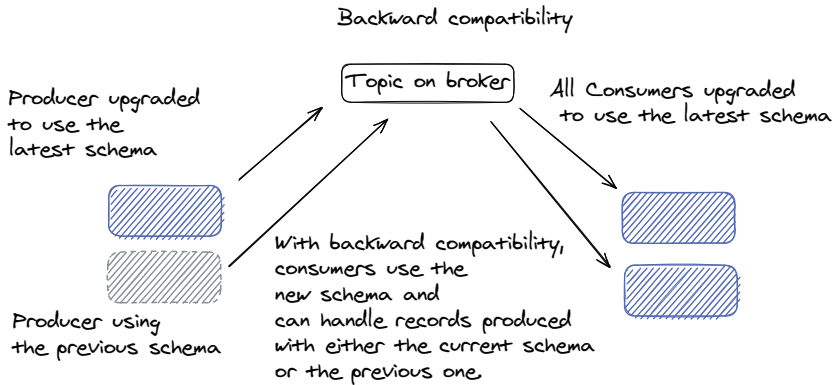 Backward compatibility
Topic on broker
Producer upgraded
to use the
latest schema
All Consumers upgraded
to use the latest schema
With backward compatibility,
consumers use the
new schema and
can handle records produced
with either the current schema
or the previous one.
Producer using
the previous schema